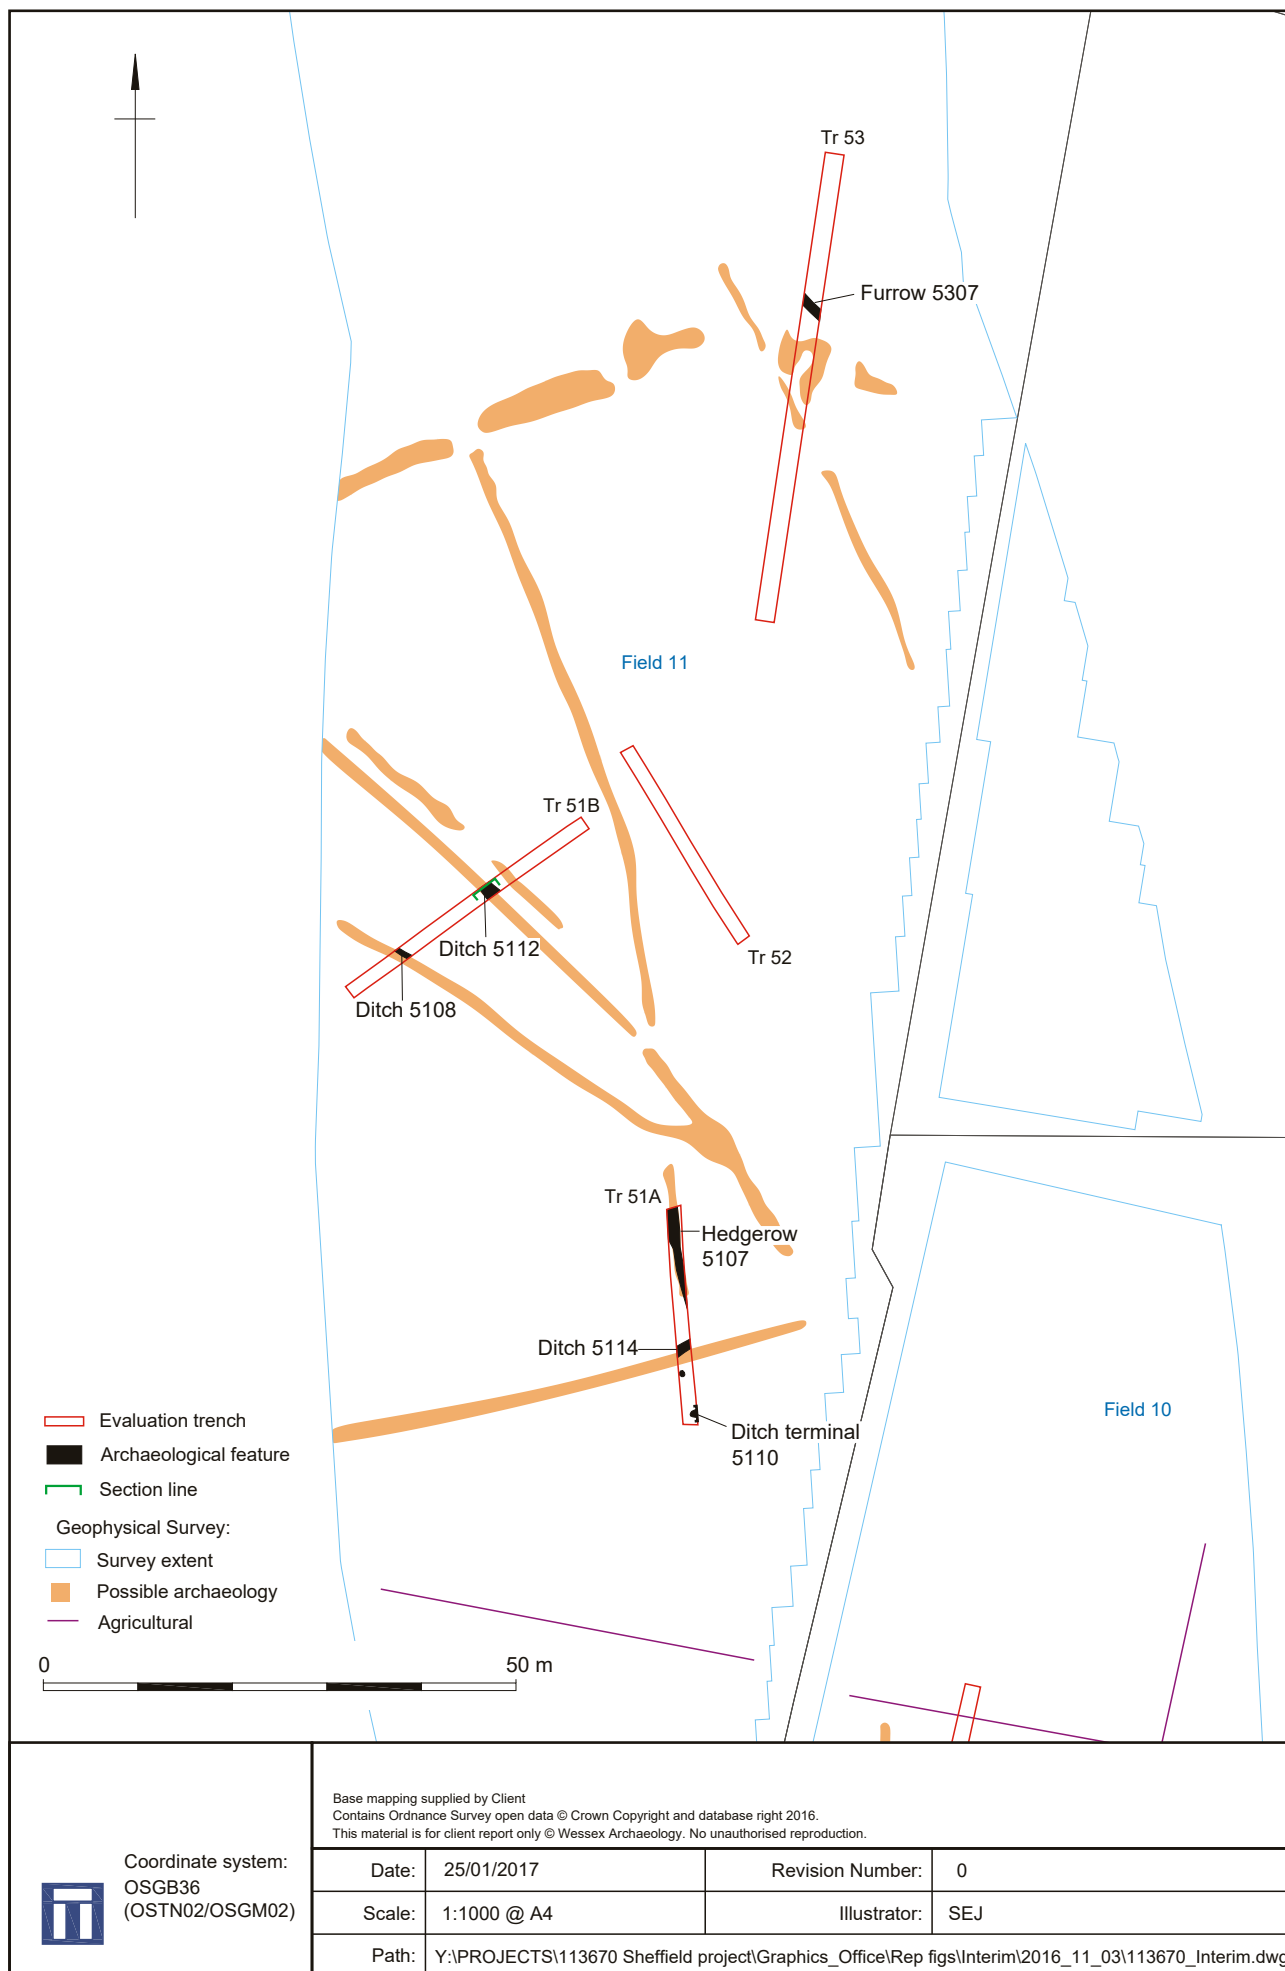 Tr 53
Furrow 5307
Field 11
Tr 51B
Ditch 5112
Tr 52
Ditch 5108
Tr 51A
Hedgerow
5107
Ditch 5114
Field 10
Ditch terminal
5110
Evaluation trench
Archaeological feature
Section line
Geophysical Survey:
Survey extent
Possible archaeology
Agricultural
0 50 m
Base mapping supplied by Client
Contains Ordnance Survey open data © Crown Copyright and database right 2016.
This material is for client report only © Wessex Archaeology. No unauthorised reproduction.
Coordinate system:
OSGB36
(OSTN02/OSGM02)
Date: 25/01/2017 Revision Number: 0
Scale: 1:1000 @ A4 Illustrator: SEJ
Path: Y:\PROJECTS\113670 Sheffield project\Graphics_Office\Rep figs\Interim\2016_11_03\113670_Interim.dwg